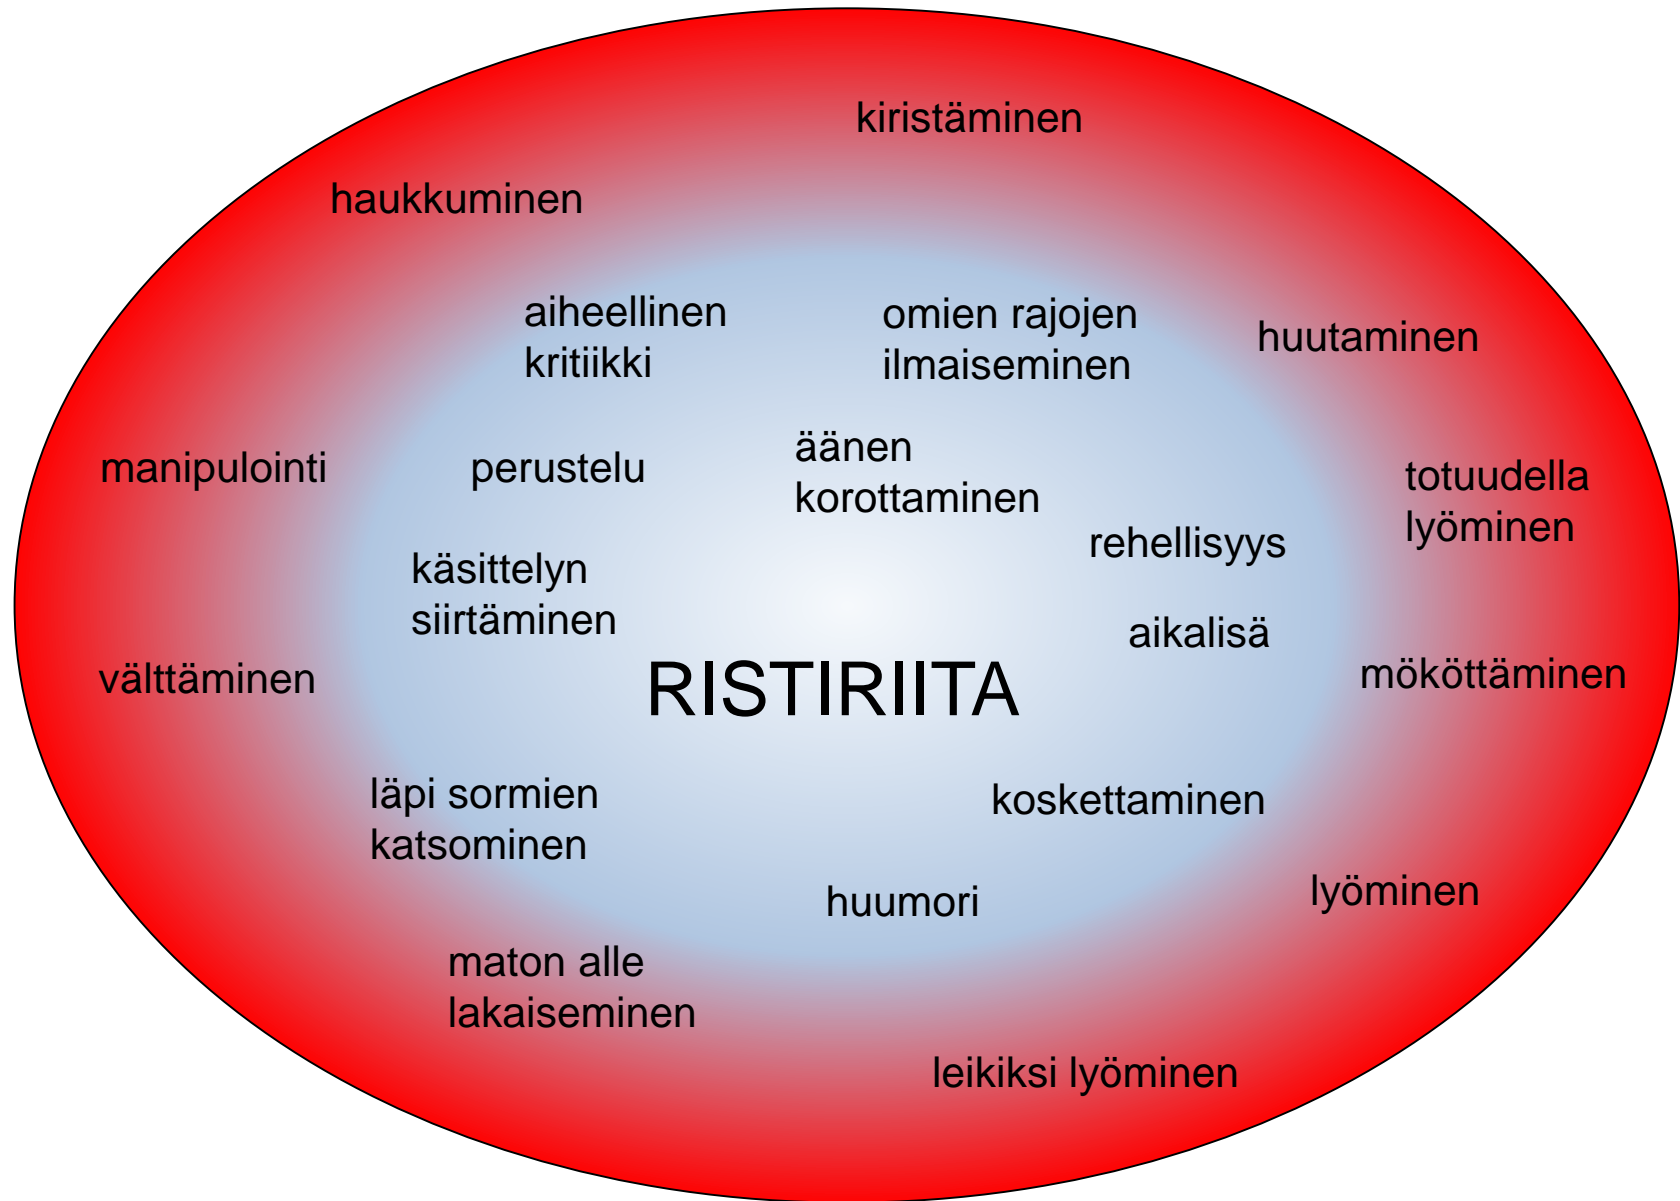 kiristäminen
haukkuminen
aiheellinen
kritiikki
omien rajojen
ilmaiseminen
huutaminen
manipulointi
perustelu
äänen
korottaminen
totuudella
lyöminen
rehellisyys
käsittelyn
siirtäminen
aikalisä
välttäminen
RISTIRIITA
mököttäminen
läpi sormien
katsominen
koskettaminen
huumori
lyöminen
maton alle
lakaiseminen
leikiksi lyöminen